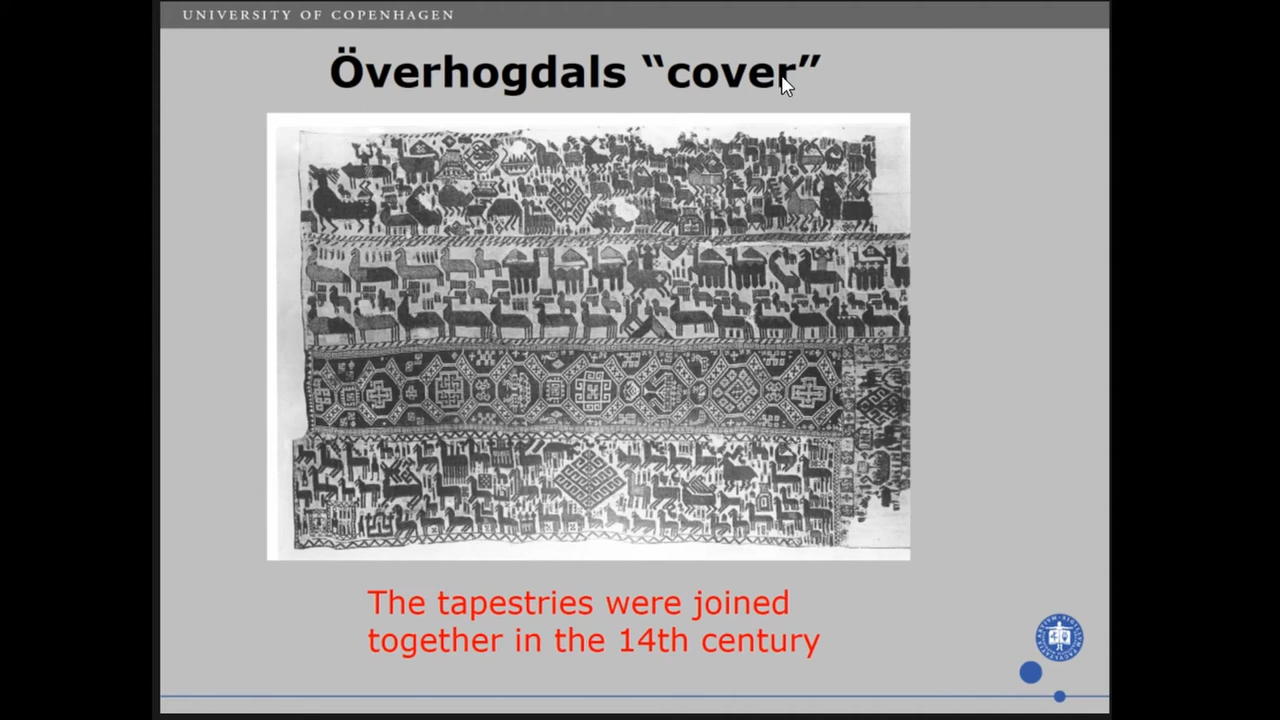 UNIVERSITY OF COPENHAGEN
Överhogdals “cover”
The tapestries were joined
together in the 14th century